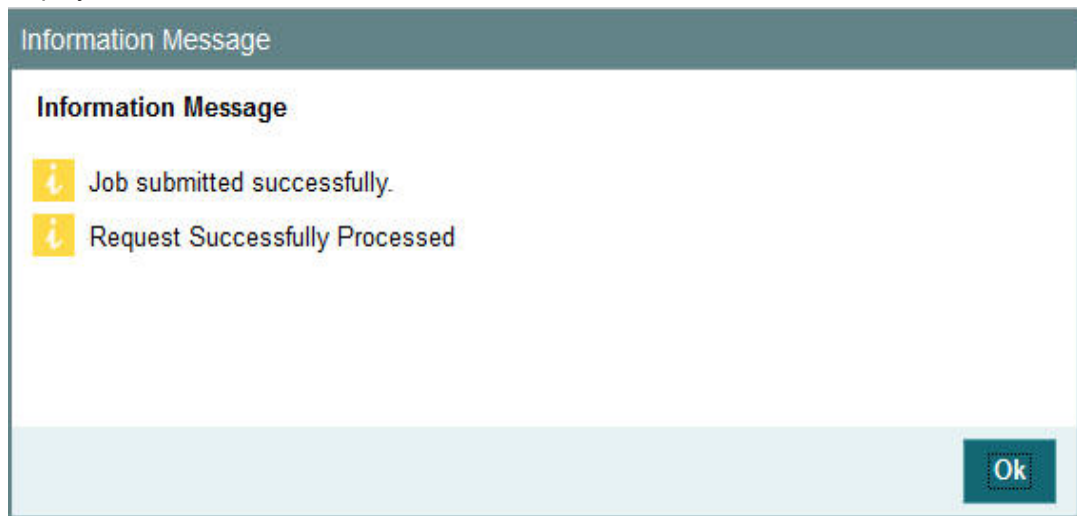 Information Message
Information Message
i Job submitted successfully.
i Request Successfully Processed
Ok